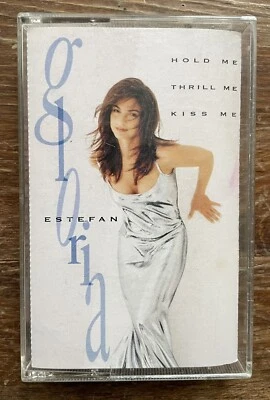 gloria
ESTEFAN
HOLD ME
THRILL ME
KISS ME